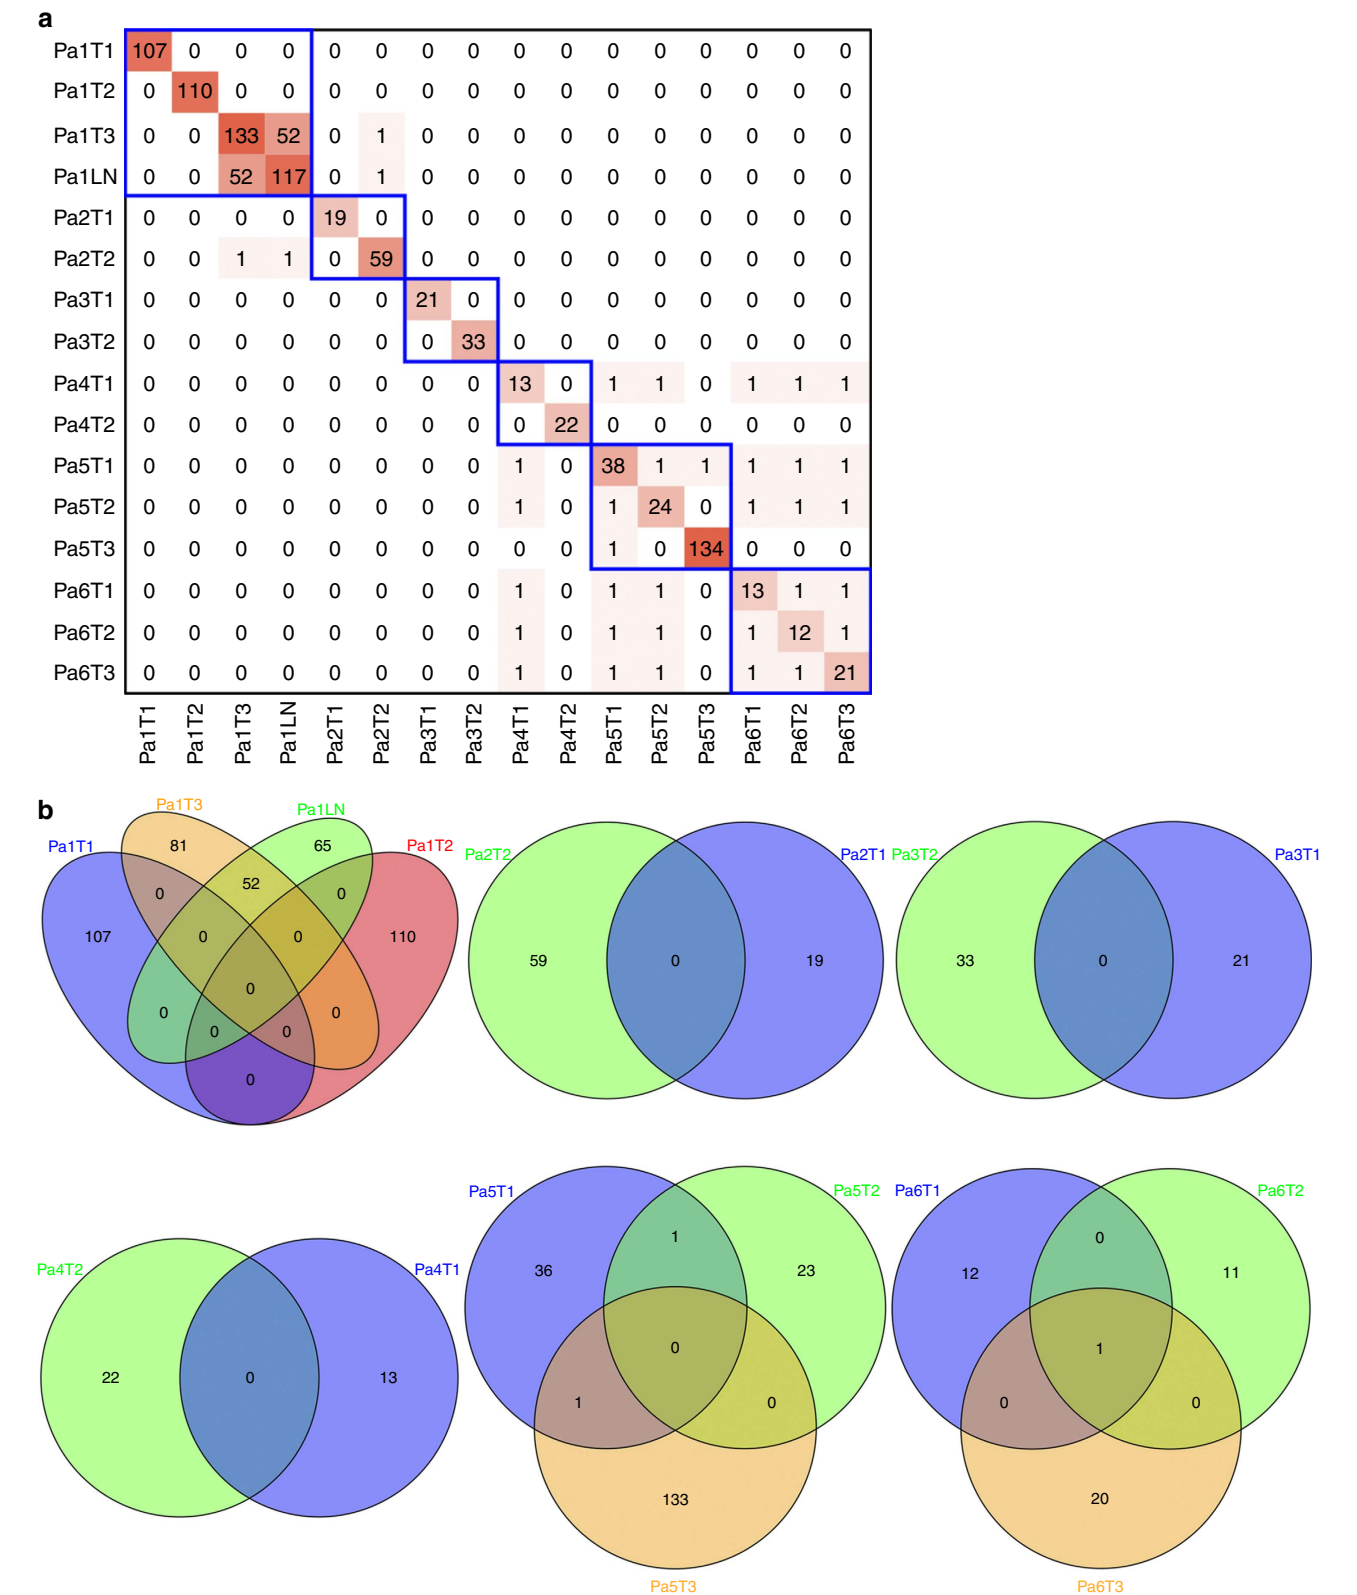 a
Pa1T1 107 0 0 0 0 0 0 0 0 0 0 0 0 0 0 0
Pa1T2 0 110 0 0 0 0 0 0 0 0 0 0 0 0 0 0
Pa1T3 0 0 133 52 0 1 0 0 0 0 0 0 0 0 0 0
Pa1LN 0 0 52 117 0 1 0 0 0 0 0 0 0 0 0 0
Pa2T1 0 0 0 0 19 0 0 0 0 0 0 0 0 0 0 0
Pa2T2 0 0 1 1 0 59 0 0 0 0 0 0 0 0 0 0
Pa3T1 0 0 0 0 0 0 21 0 0 0 0 0 0 0 0 0
Pa3T2 0 0 0 0 0 0 0 33 0 0 0 0 0 0 0 0
Pa4T1 0 0 0 0 0 0 0 0 13 0 1 1 0 1 1 1
Pa4T2 0 0 0 0 0 0 0 0 0 22 0 0 0 0 0 0
Pa5T1 0 0 0 0 0 0 0 0 1 0 38 1 1 1 1 1
Pa5T2 0 0 0 0 0 0 0 0 1 0 1 24 0 1 1 1
Pa5T3 0 0 0 0 0 0 0 0 0 0 1 0 134 0 0 0
Pa6T1 0 0 0 0 0 0 0 0 1 0 1 1 0 13 1 1
Pa6T2 0 0 0 0 0 0 0 0 1 0 1 1 0 1 12 1
Pa6T3 0 0 0 0 0 0 0 0 1 0 1 1 0 1 1 21
Pa1T1 Pa1T2 Pa1T3 Pa1LN Pa2T1 Pa2T2 Pa3T1 Pa3T2 Pa4T1 Pa4T2 Pa5T1 Pa5T2 Pa5T3 Pa6T1 Pa6T2 Pa6T3
b
Pa1T3 Pa1LN
Pa1T1 81 65 Pa1T2
0 52 0
107 0 0 110
0
0 0
0 0
0
Pa2T2 Pa2T1
59 0 19
Pa3T2 Pa3T1
33 0 21
Pa4T2 Pa4T1
22 0 13
Pa5T1 Pa5T2
1
36 23
0
1 0
133
Pa5T3
Pa6T1 Pa6T2
0
12 11
1
0 0
20
Pa6T3